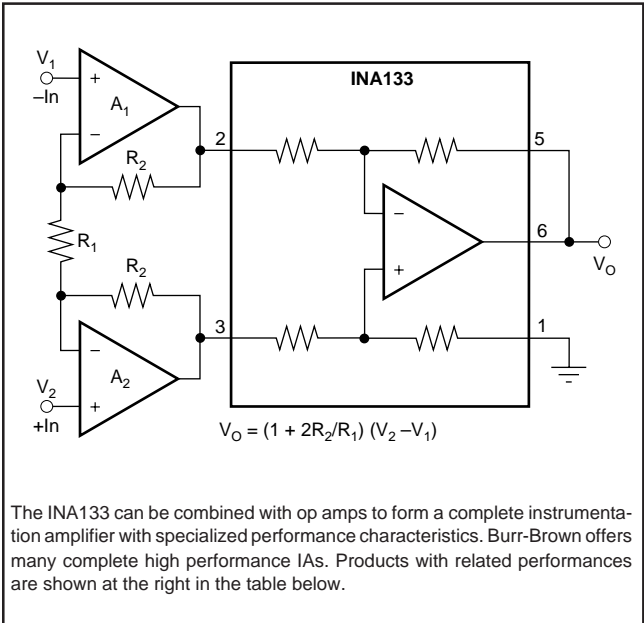 INA133
V1
–In
+
A1
–
R2
2
5
R1
–
6
VO
+
R2
3
1
–
A2
V2
+
+In
VO = (1 + 2R2/R1) (V2 –V1)
The INA133 can be combined with op amps to form a complete instrumenta-
tion amplifier with specialized performance characteristics. Burr-Brown offers
many complete high performance IAs. Products with related performances
are shown at the right in the table below.